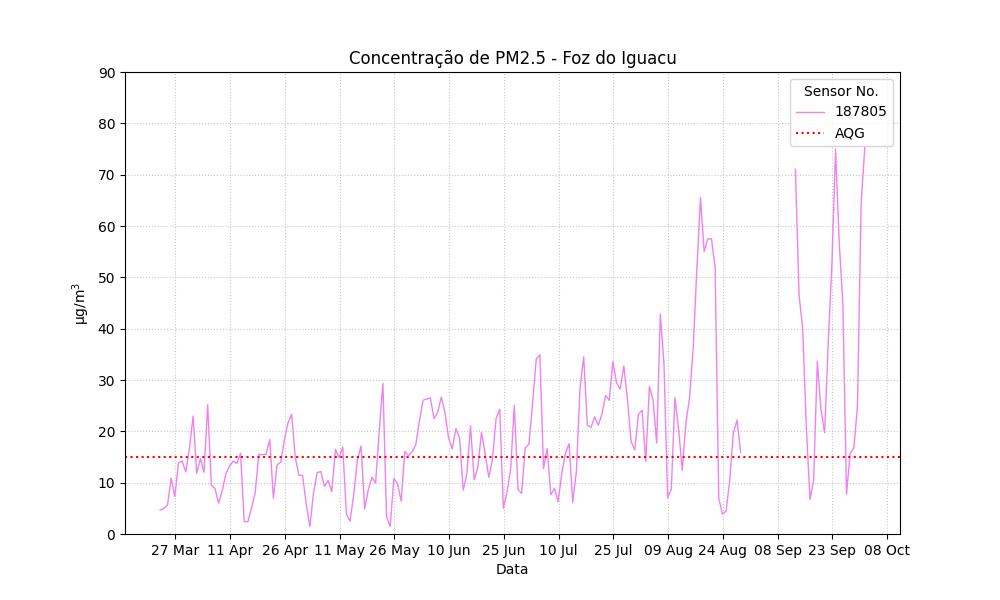 Concentração de PM2.5 - Foz do Iguacu
Sensor No.
187805
AQG
90
80
70
60
50
40
30
20
10
0
µg/m³
27 Mar 11 Apr 26 Apr 11 May 26 May 10 Jun 25 Jun 10 Jul 25 Jul 09 Aug 24 Aug 08 Sep 23 Sep 08 Oct
Data